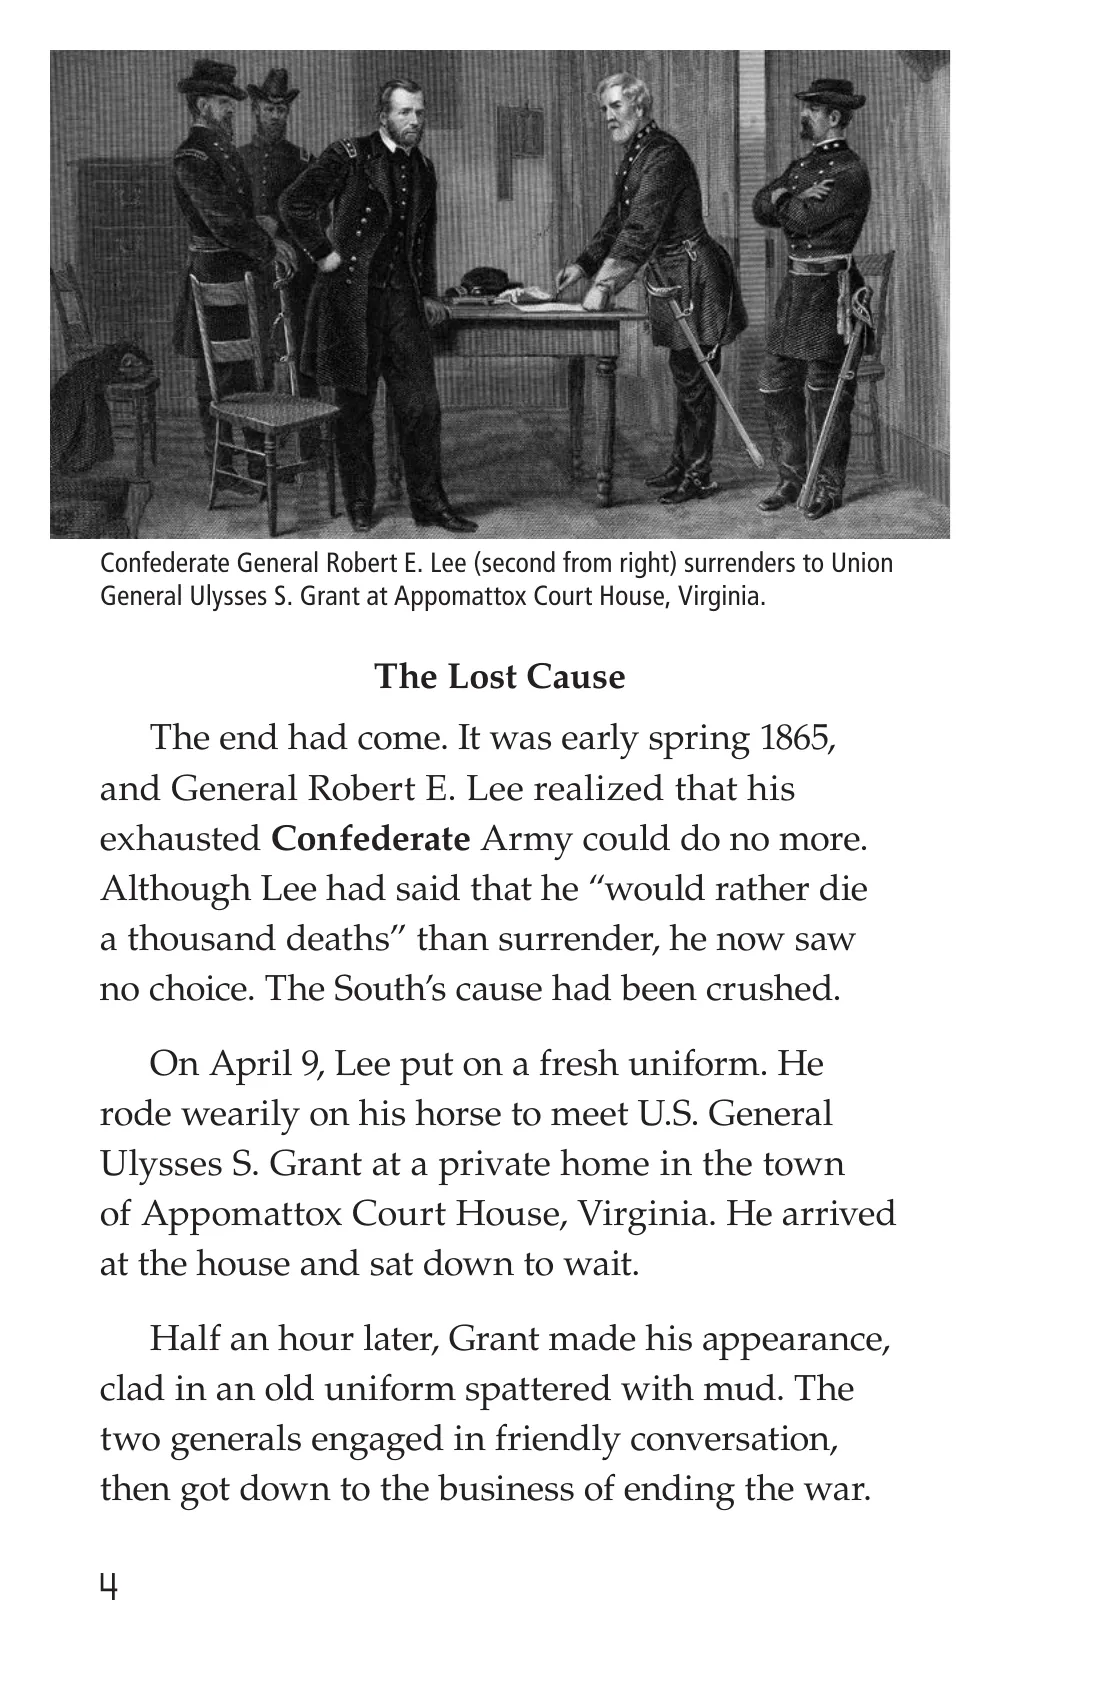 Confederate General Robert E. Lee (second from right) surrenders to Union
General Ulysses S. Grant at Appomattox Court House, Virginia.
The Lost Cause
The end had come. It was early spring 1865,
and General Robert E. Lee realized that his
exhausted Confederate Army could do no more.
Although Lee had said that he “would rather die
a thousand deaths” than surrender, he now saw
no choice. The South’s cause had been crushed.
On April 9, Lee put on a fresh uniform. He
rode wearily on his horse to meet U.S. General
Ulysses S. Grant at a private home in the town
of Appomattox Court House, Virginia. He arrived
at the house and sat down to wait.
Half an hour later, Grant made his appearance,
clad in an old uniform spattered with mud. The
two generals engaged in friendly conversation,
then got down to the business of ending the war.
4